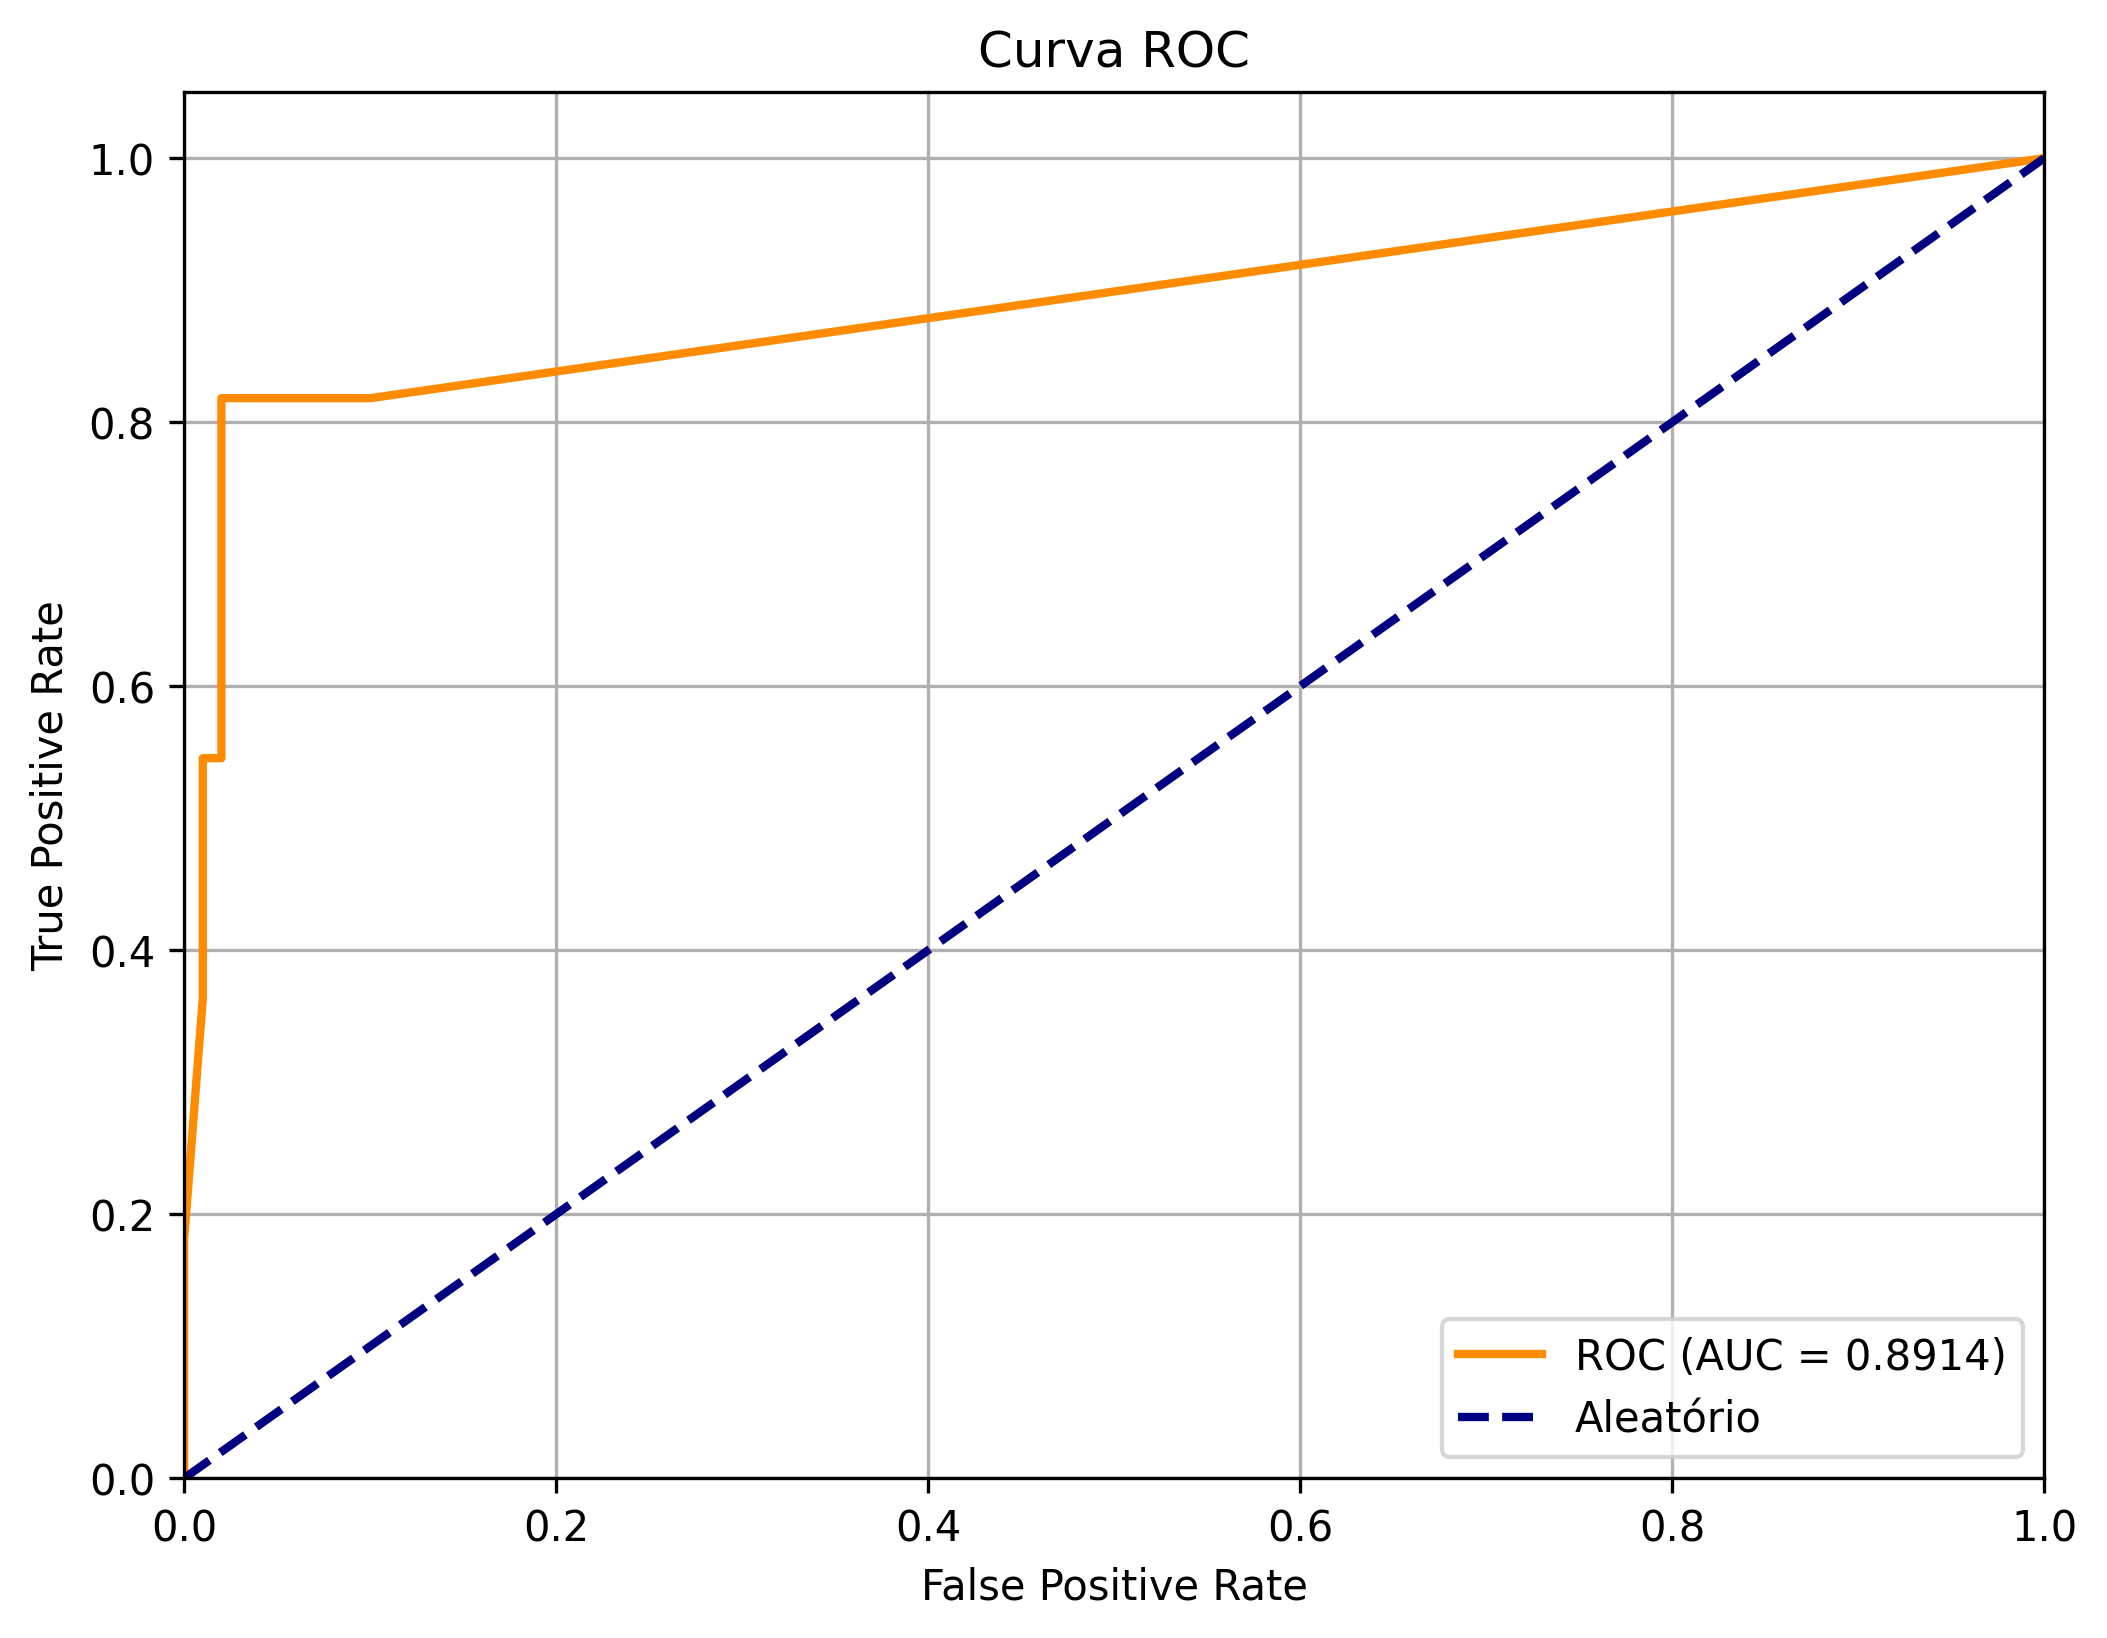 Curva ROC
1.0
0.8
0.6
0.4
0.2
0.0
True Positive Rate
0.0 0.2 0.4 0.6 0.8 1.0
False Positive Rate
ROC (AUC = 0.8914)
Aleatório